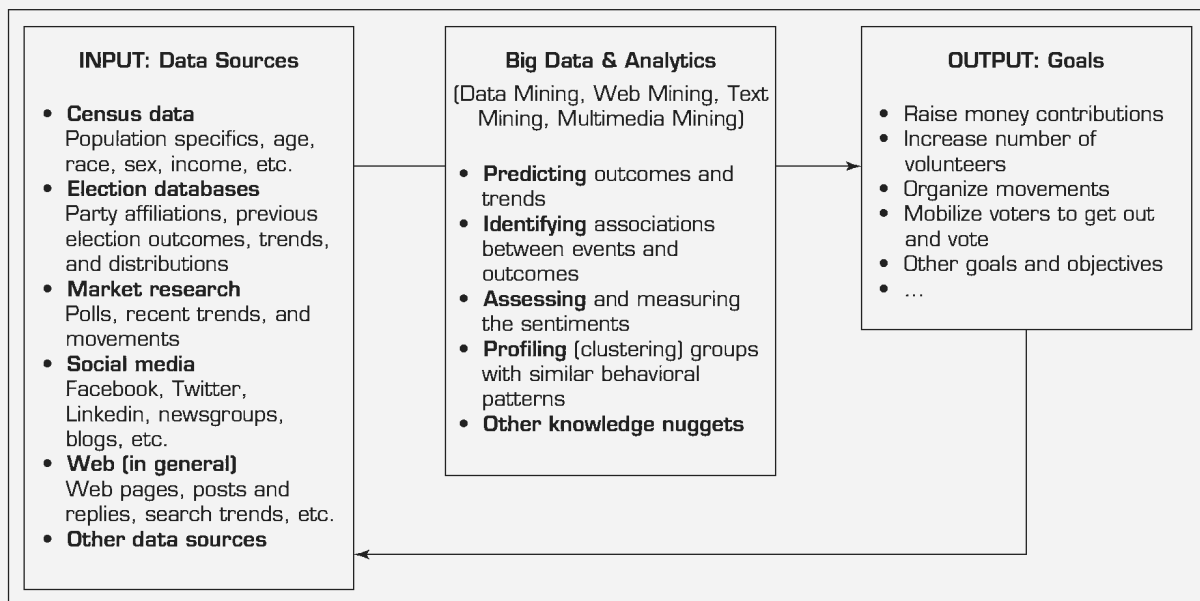 INPUT: Data Sources
• Census data
Population specifics, age,
race, sex, income, etc.
• Election databases
Party affiliations, previous
election outcomes, trends,
and distributions
• Market research
Polls, recent trends, and
movements
• Social media
Facebook, Twitter,
Linkedin, newsgroups,
blogs, etc.
• Web (in general)
Web pages, posts and
replies, search trends, etc.
• Other data sources
Big Data & Analytics
(Data Mining, Web Mining, Text
Mining, Multimedia Mining)
• Predicting outcomes and
trends
• Identifying associations
between events and
outcomes
• Assessing and measuring
the sentiments
• Profiling (clustering) groups
with similar behavioral
patterns
• Other knowledge nuggets
OUTPUT: Goals
• Raise money contributions
• Increase number of
volunteers
• Organize movements
• Mobilize voters to get out
and vote
• Other goals and objectives
• ...